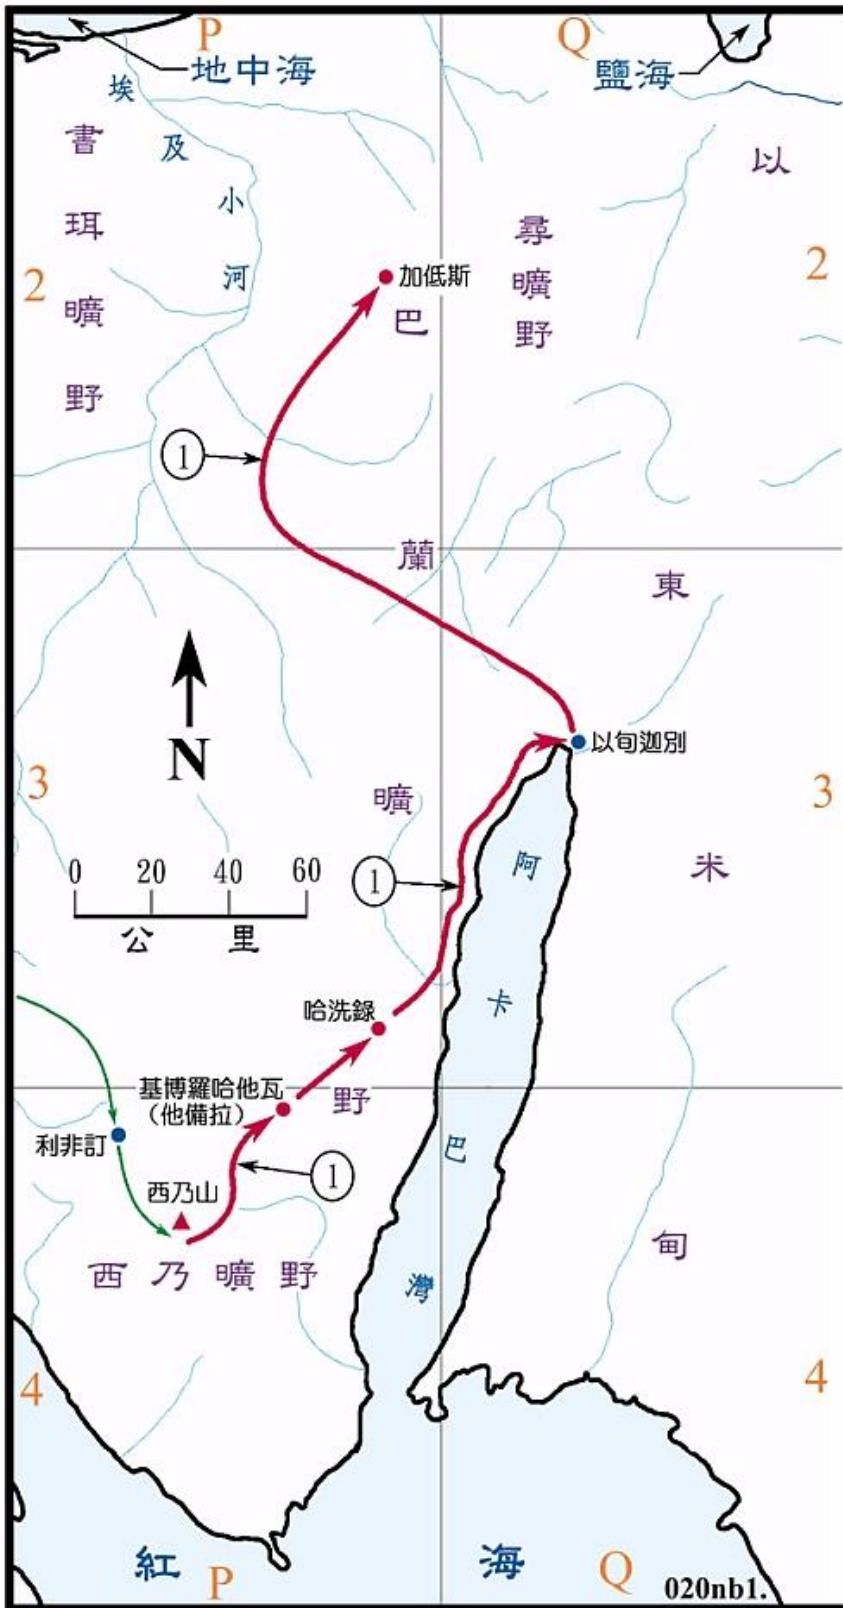 P
Q
地中海
鹽海
埃及小河
書珥曠野
以
尋曠野
2
2
加低斯
巴
1
蘭
東
N
以旬迦別
3
3
曠
阿卡巴灣
米
0 20 40 60
公里
1
哈洗錄
基博羅哈他瓦
(他備拉)
野
利非訂
1
西乃山
甸
西乃曠野
4
4
紅海
P
Q
020nb1.